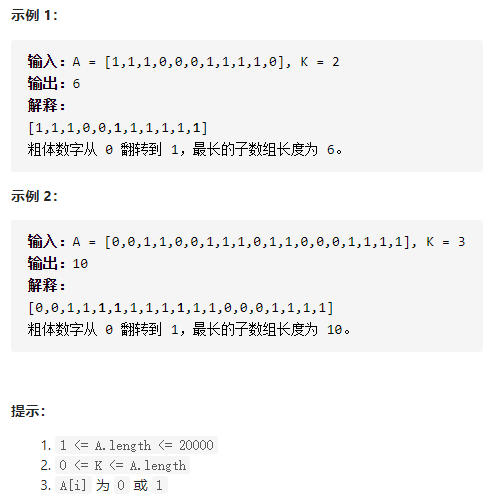 示例 1：
输入：A = [1,1,1,0,0,0,1,1,1,1,0], K = 2
输出：6
解释：
[1,1,1,0,0,1,1,1,1,1,1]
粗体数字从 0 翻转到 1，最长的子数组长度为 6。
示例 2：
输入：A = [0,0,1,1,0,0,1,1,1,0,1,1,0,0,0,1,1,1,1], K = 3
输出：10
解释：
[0,0,1,1,1,1,1,1,1,1,1,1,0,0,0,1,1,1,1]
粗体数字从 0 翻转到 1，最长的子数组长度为 10。
提示：
1. 1 <= A.length <= 20000
2. 0 <= K <= A.length
3. A[i] 为 0 或 1